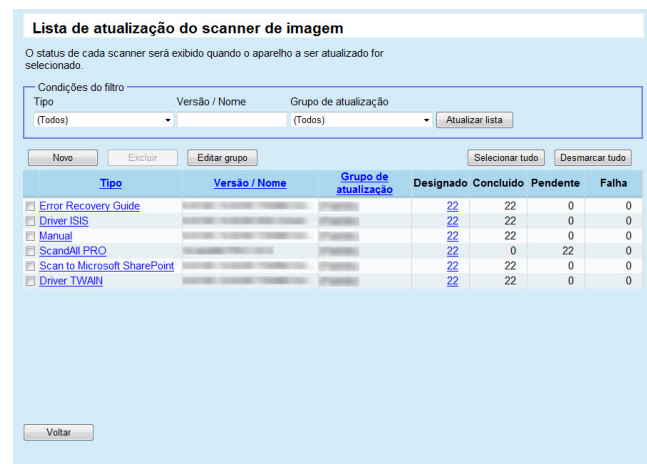 Lista de atualização do scanner de imagem
O status de cada scanner será exibido quando o aparelho a ser atualizado for
selecionado.
Condições do filtro
Tipo Versão / Nome Grupo de atualização
(Todos) (Todos) Atualizar lista
Novo Excluir Editar grupo Selecionar tudo Desmarcar tudo
Tipo Versão / Nome Grupo de atualização Designado Concluido Pendente Falha
Error Recovery Guide 22 22 0 0
Driver ISIS 22 22 0 0
Manual 22 22 0 0
ScandAll PRO 22 0 22 0
Scan to Microsoft SharePoint 22 22 0 0
Driver TWAIN 22 22 0 0
Voltar